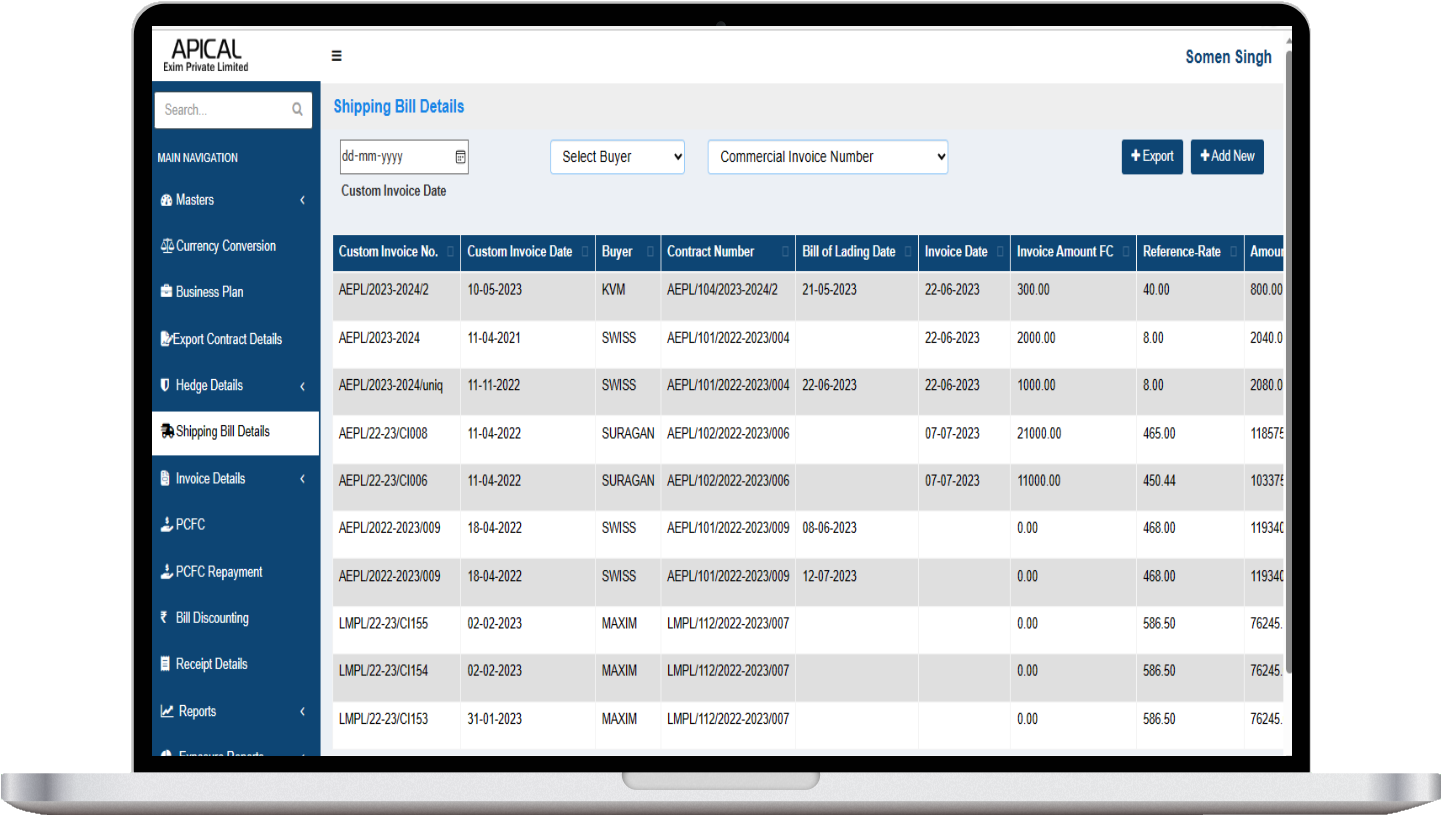 APICAL
Exim Private Limited
Somen Singh
Search...
MAIN NAVIGATION
Masters
Currency Conversion
Business Plan
Export Contract Details
Hedge Details
Shipping Bill Details
Invoice Details
PCFC
PCFC Repayment
₹ Bill Discounting
Receipt Details
Reports
Exposure Reports
Shipping Bill Details
dd-mm-yyyy Select Buyer Commercial Invoice Number +Export +Add New
Custom Invoice Date
Custom Invoice No. Custom Invoice Date Buyer Contract Number Bill of Lading Date Invoice Date Invoice Amount FC Reference-Rate Amour
AEPL/2023-2024/2 10-05-2023 KVM AEPL/104/2023-2024/2 21-05-2023 22-06-2023 300.00 40.00 800.00
AEPL/2023-2024 11-04-2021 SWISS AEPL/101/2022-2023/004 22-06-2023 2000.00 8.00 2040.0
AEPL/2023-2024/uniq 11-11-2022 SWISS AEPL/101/2022-2023/004 22-06-2023 22-06-2023 1000.00 8.00 2080.0
AEPL/22-23/CI008 11-04-2022 SURAGAN AEPL/102/2022-2023/006 07-07-2023 21000.00 465.00 118575
AEPL/22-23/CI006 11-04-2022 SURAGAN AEPL/102/2022-2023/006 07-07-2023 11000.00 450.44 103375
AEPL/2022-2023/009 18-04-2022 SWISS AEPL/101/2022-2023/009 08-06-2023 0.00 468.00 119340
AEPL/2022-2023/009 18-04-2022 SWISS AEPL/101/2022-2023/009 12-07-2023 0.00 468.00 119340
LMPL/22-23/CI155 02-02-2023 MAXIM LMPL/112/2022-2023/007 0.00 586.50 76245.
LMPL/22-23/CI154 02-02-2023 MAXIM LMPL/112/2022-2023/007 0.00 586.50 76245.
LMPL/22-23/CI153 31-01-2023 MAXIM LMPL/112/2022-2023/007 0.00 586.50 76245.